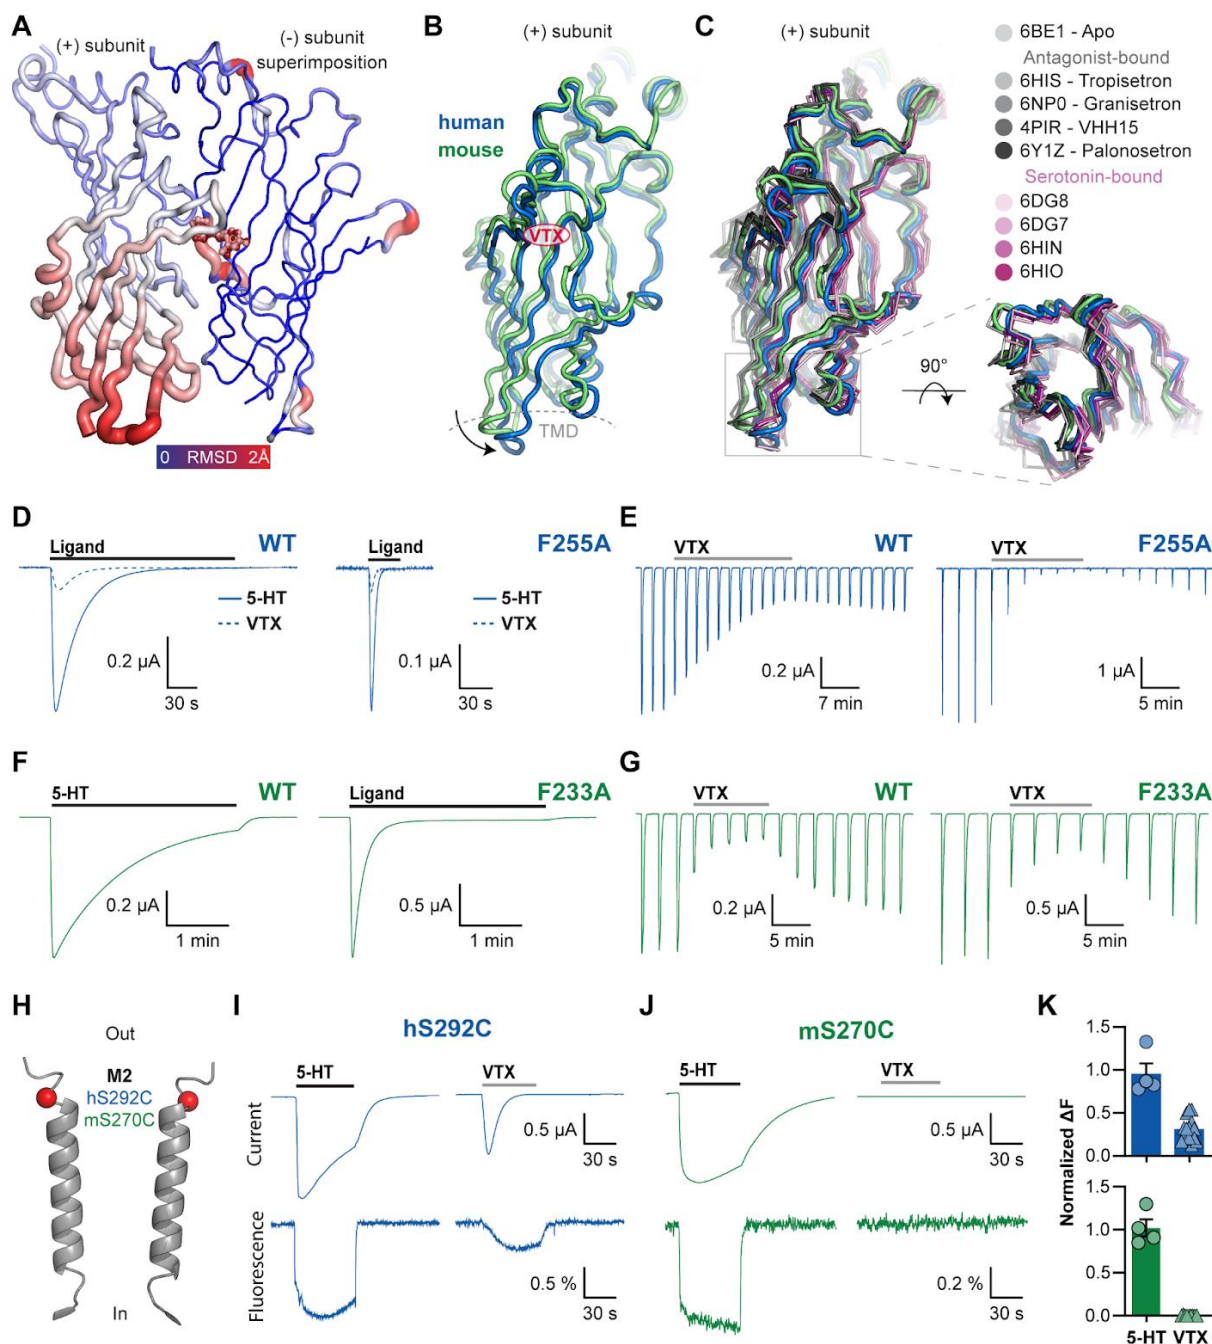 A
(+) subunit
(-) subunit
superimposition
0 RMSD 2Å
B
(+) subunit
human
mouse
VTX
TMD
C
(+) subunit
90°
6BE1 - Apo
Antagonist-bound
6HIS - Tropisetron
6NP0 - Granisetron
4PIR - VHH15
6Y1Z - Palonosetron
Serotonin-bound
6DG8
6DG7
6HIN
6HIO
D
Ligand
WT
5-HT
VTX
0.2 µA
30 s
Ligand
F255A
0.1 µA
30 s
E
VTX
WT
0.2 µA
7 min
VTX
F255A
1 µA
5 min
F
5-HT
WT
0.2 µA
1 min
Ligand
F233A
0.5 µA
1 min
G
VTX
WT
0.2 µA
5 min
VTX
F233A
0.5 µA
5 min
H
Out
M2
hS292C
mS270C
In
I
hS292C
5-HT
VTX
Current
0.5 µA
30 s
Fluorescence
0.5 %
30 s
J
mS270C
5-HT
VTX
0.5 µA
30 s
0.2 %
30 s
K
Normalized ΔF
1.5
1.0
0.5
0.0
1.5
1.0
0.5
0.0
5-HT VTX